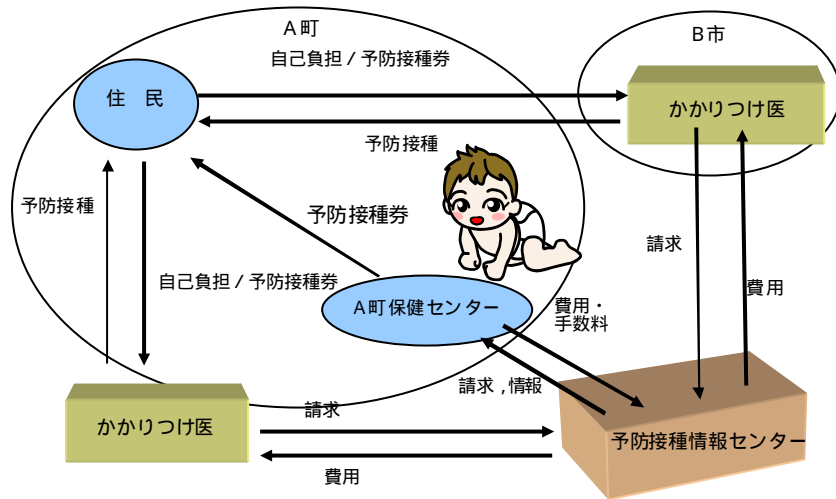 A町
B市
自己負担/予防接種券
住 民
かかりつけ医
予防接種
予防接種
予防接種券
請求
自己負担/予防接種券
費用
A町保健センター
費用・
手数料
請求,情報
請求
かかりつけ医
予防接種情報センター
費用